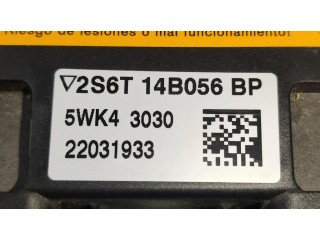 Riesgo de lesiones o mal funcionamiento!
▽2S6T 14B056 BP
5WK4 3030
22031933